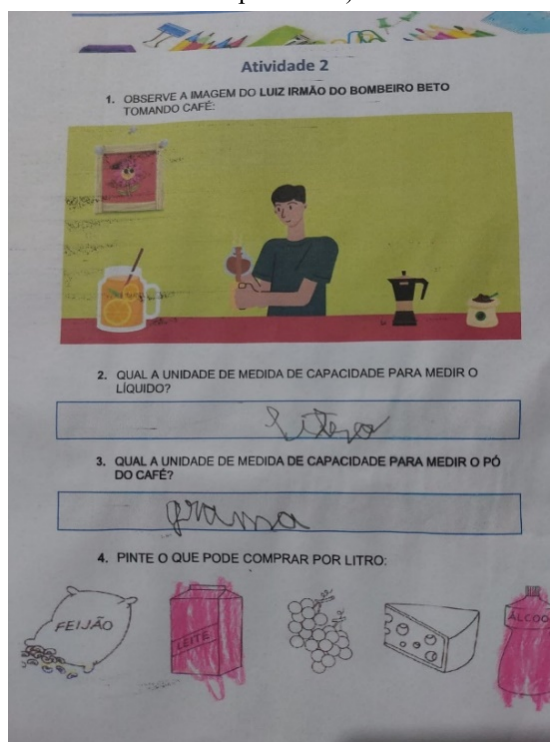 Atividade 2
1. OBSERVE A IMAGEM DO LUIZ IRMÃO DO BOMBEIRO BETO
TOMANDO CAFÉ:
2. QUAL A UNIDADE DE MEDIDA DE CAPACIDADE PARA MEDIR O
LÍQUIDO?
litro
3. QUAL A UNIDADE DE MEDIDA DE CAPACIDADE PARA MEDIR O PÓ
DO CAFÉ?
grama
4. PINTE O QUE PODE COMPRAR POR LITRO:
FEIJÃO
LEITE
ÁLCOO